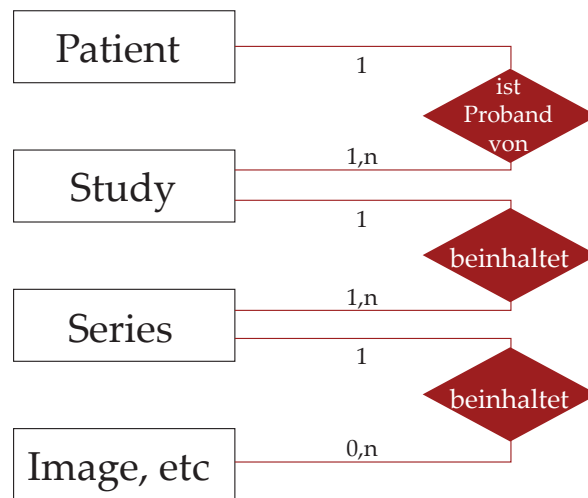 Patient
1
ist
Proband
von
1,n
Study
1
beinhaltet
1,n
Series
1
beinhaltet
0,n
Image, etc